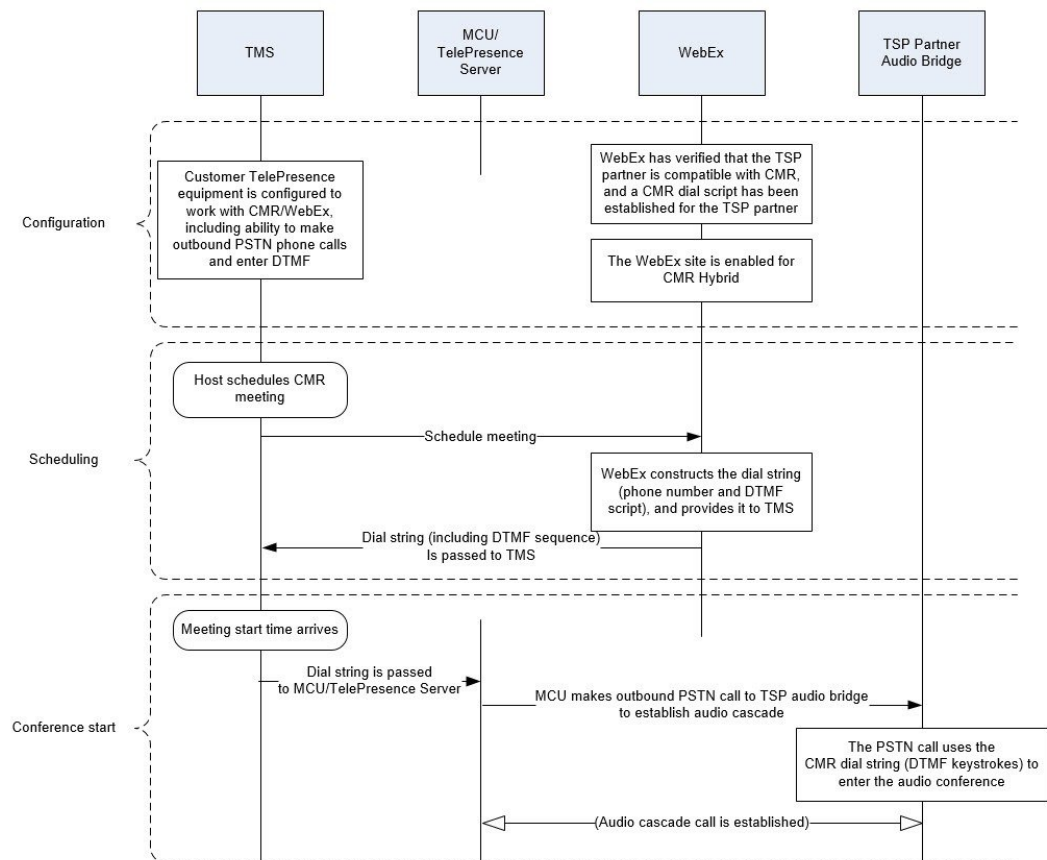 TMS
MCU/
TelePresence
Server
WebEx
TSP Partner
Audio Bridge
Configuration
Customer TelePresence
equipment is configured to
work with CMR/WebEx,
including ability to make
outbound PSTN phone calls
and enter DTMF
WebEx has verified that the TSP
partner is compatible with CMR,
and a CMR dial script has been
established for the TSP partner
The WebEx site is enabled for
CMR Hybrid
Scheduling
Host schedules CMR
meeting
Schedule meeting
WebEx constructs the dial string
(phone number and DTMF
script), and provides it to TMS
Dial string (including DTMF sequence)
Is passed to TMS
Conference start
Meeting start time arrives
Dial string is passed
to MCU/TelePresence Server
MCU makes outbound PSTN call to TSP audio bridge
to establish audio cascade
The PSTN call uses the
CMR dial string (DTMF keystrokes) to
enter the audio conference
(Audio cascade call is established)